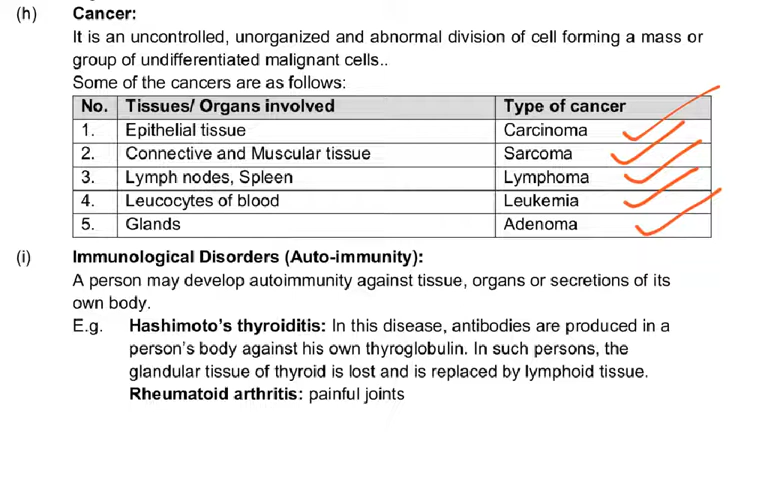 (h) Cancer:
It is an uncontrolled, unorganized and abnormal division of cell forming a mass or
group of undifferentiated malignant cells..
Some of the cancers are as follows:
No. Tissues/ Organs involved Type of cancer
1. Epithelial tissue Carcinoma
2. Connective and Muscular tissue Sarcoma
3. Lymph nodes, Spleen Lymphoma
4. Leucocytes of blood Leukemia
5. Glands Adenoma
(i) Immunological Disorders (Auto-immunity):
A person may develop autoimmunity against tissue, organs or secretions of its
own body.
E.g. Hashimoto's thyroiditis: In this disease, antibodies are produced in a
person's body against his own thyroglobulin. In such persons, the
glandular tissue of thyroid is lost and is replaced by lymphoid tissue.
Rheumatoid arthritis: painful joints